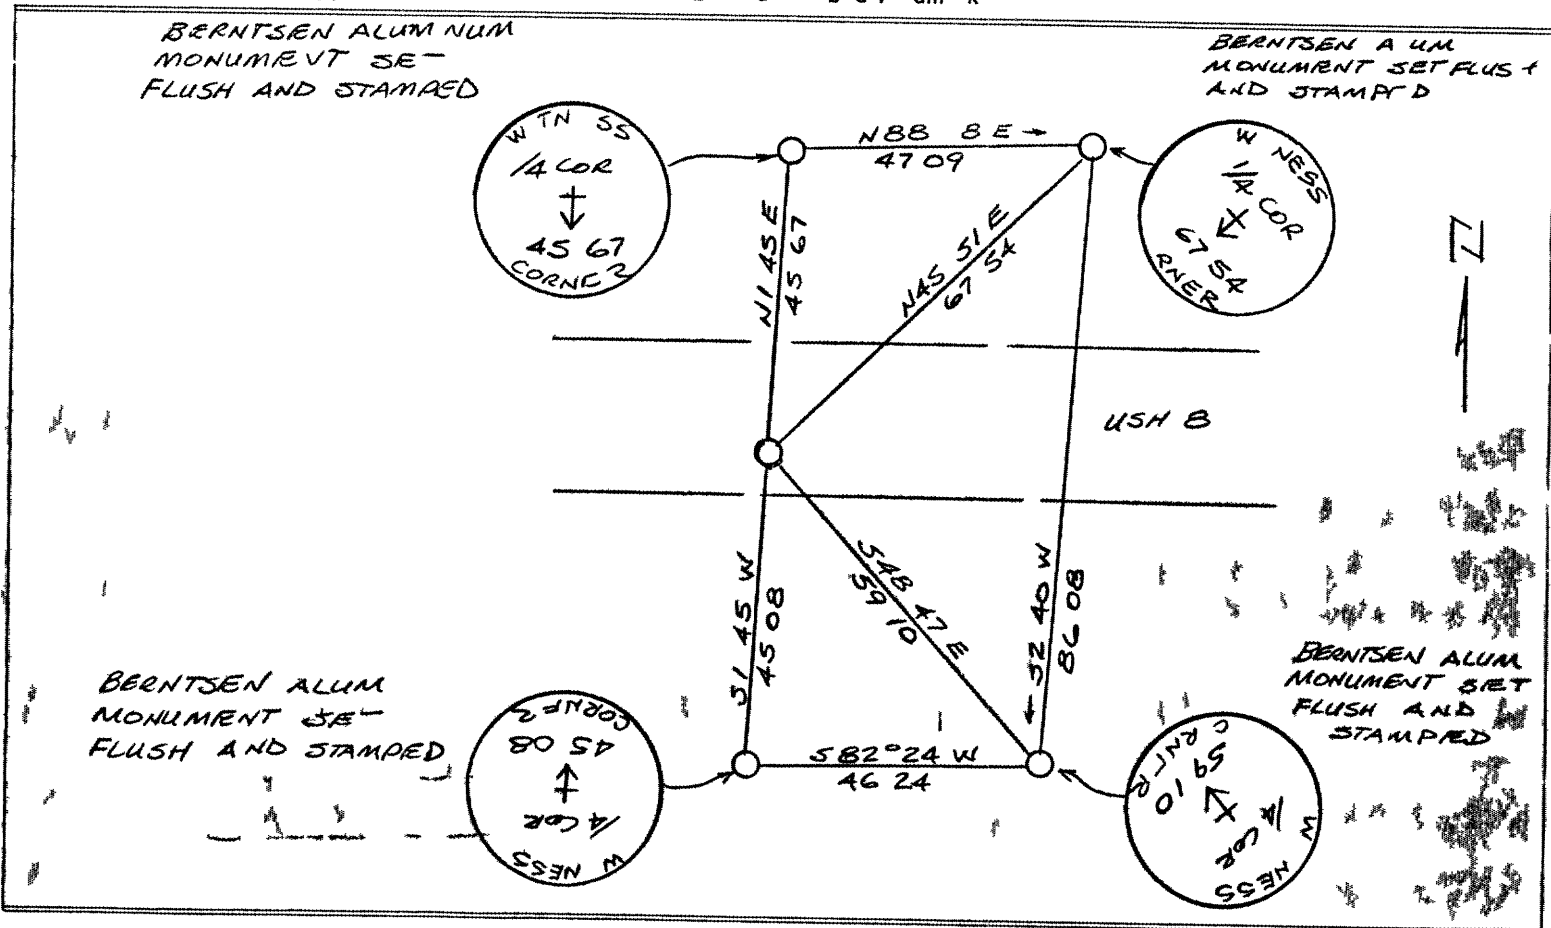 BERNTSEN ALUM NUM
MONUMENT SE
FLUSH AND STAMPED
BERNTSEN A UM
MONUMENT SET FLUS
AND STAMP D
W TN SS
/4 COR
45 67
CORNE
N88 8 E
47 09
W NESS
1/4 COR
67 54
RNER
N1 45 E
45 67
N45 51 E
67 54
USH 8
S1 45 W
45 08
S48 47 E
59 10
S2 40 W
86 08
BERNTSEN ALUM
MONUMENT SE
FLUSH AND STAMPED
W NESS
/4 COR
45 08
CORNE
S82°24 W
46 24
BERNTSEN ALUM
MONUMENT SET
FLUSH AND
STAMPED
W NESS
/4 COR
59 10
C RN R